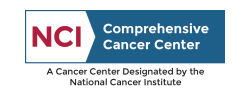 NCI
Comprehensive
Cancer Center
A Cancer Center Designated by the
National Cancer Institute